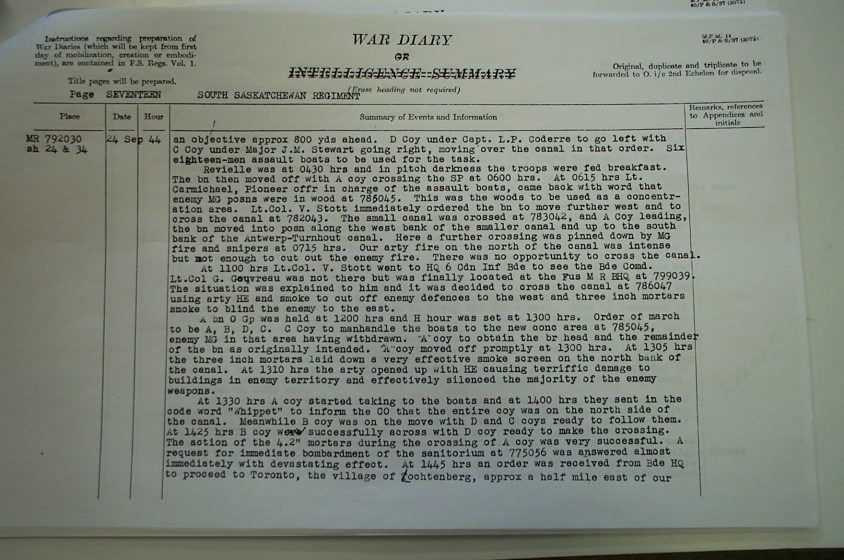 M.F.M. 14
Instructions regarding preparation of
War Diaries (which will be kept from first
day of mobilization, creation or embodi-
ment), are contained in F.S. Regs. Vol. 1.
Title pages will be prepared.
WAR DIARY
OR
INTELLIGENCE SUMMARY
(Erase heading not required)
Original, duplicate and triplicate to be
forwarded to O. i/c 2nd Echelon for disposal.
Page SEVENTEEN SOUTH SASKATCHEWAN REGIMENT
Place Date Hour Summary of Events and Information Remarks, references
to Appendices and
initials
MR 792030 24 Sep 44 an objective approx 800 yds ahead. D Coy under Capt. L.P. Coderre to go left with
sh 24 & 34 C Coy under Major J.M. Stewart going right, moving over the canal in that order. Six
eighteen-men assault boats to be used for the task.
Revielle was at 0430 hrs and in pitch darkness the troops were fed breakfast.
The bn then moved off with A coy crossing the SP at 0600 hrs. At 0615 hrs Lt.
Carmichael, Pioneer offr in charge of the assault boats, came back with word that
enemy MG posns were in wood at 785045. This was the woods to be used as a concentr-
ation area. Lt.Col. V. Stott immediately ordered the bn to move further west and to
cross the canal at 782043. The small canal was crossed at 783042, and A Coy leading,
the bn moved into posn along the west bank of the smaller canal and up to the south
bank of the Antwerp-Turnhout canal. Here a further crossing was pinned down by MG
fire and snipers at 0715 hrs. Our arty fire on the north of the canal was intense
but not enough to cut out the enemy fire. There was no opportunity to cross the canal.
At 1100 hrs Lt.Col. V. Stott went to HQ 6 Cdn Inf Bde to see the Bde Comd.
Lt.Col G. Gauvreau was not there but was finally located at the Fus M R BHQ at 799039.
The situation was explained to him and it was decided to cross the canal at 786047
using arty HE and smoke to cut off enemy defences to the west and three inch mortars
smoke to blind the enemy to the east.
A bn O Gp was held at 1200 hrs and H hour was set at 1300 hrs. Order of march
to be A, B, D, C. C Coy to manhandle the boats to the new conc area at 785045,
enemy MG in that area having withdrawn. "A" coy to obtain the br head and the remainder
of the bn as originally intended. "A" coy moved off promptly at 1300 hrs. At 1305 hrs
the three inch mortars laid down a very effective smoke screen on the north bank of
the canal. At 1310 hrs the arty opened up with HE causing terriffic damage to
buildings in enemy territory and effectively silenced the majority of the enemy
weapons.
At 1330 hrs A coy started taking to the boats and at 1400 hrs they sent in the
code word "Whippet" to inform the CO that the entire coy was on the north side of
the canal. Meanwhile B coy was on the move with D and C coys ready to follow them.
At 1425 hrs B coy were successfully across with D coy ready to make the crossing.
The action of the 4.2" mortars during the crossing of A coy was very successful. A
request for immediate bombardment of the sanitorium at 775056 was answered almost
immediately with devastating effect. At 1445 hrs an order was received from Bde HQ
to proceed to Toronto, the village of Lochtenberg, approx a half mile east of our